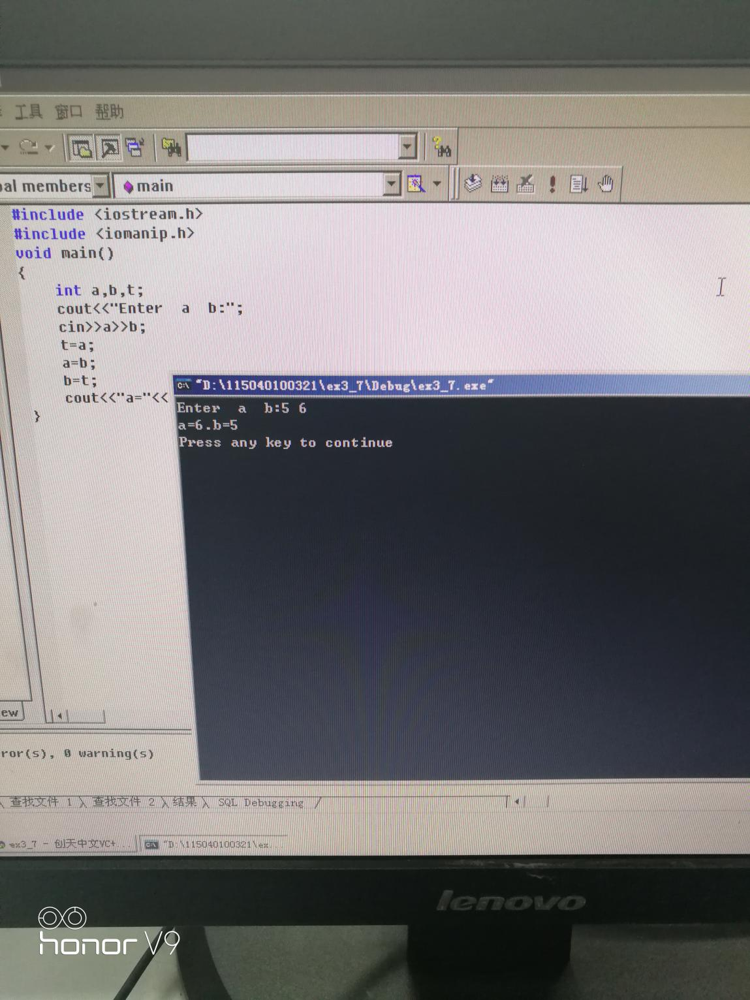 工具 窗口 帮助
bal members main
#include <iostream.h>
#include <iomanip.h>
void main()
{
int a,b,t;
cout<<"Enter a b:";
cin>>a>>b;
t=a;
a=b;
b=t;
cout<<"a="<<
}
"D:\115040100321\ex3_7\Debug\ex3_7.exe"
Enter a b:5 6
a=6.b=5
Press any key to continue
ew
ror(s), 0 warning(s)
查找文件 1 查找文件 2 结果 SQL Debugging
ex3_7 - 创天中文VC+... "D:\115040100321\ex...
lenovo
honor V9